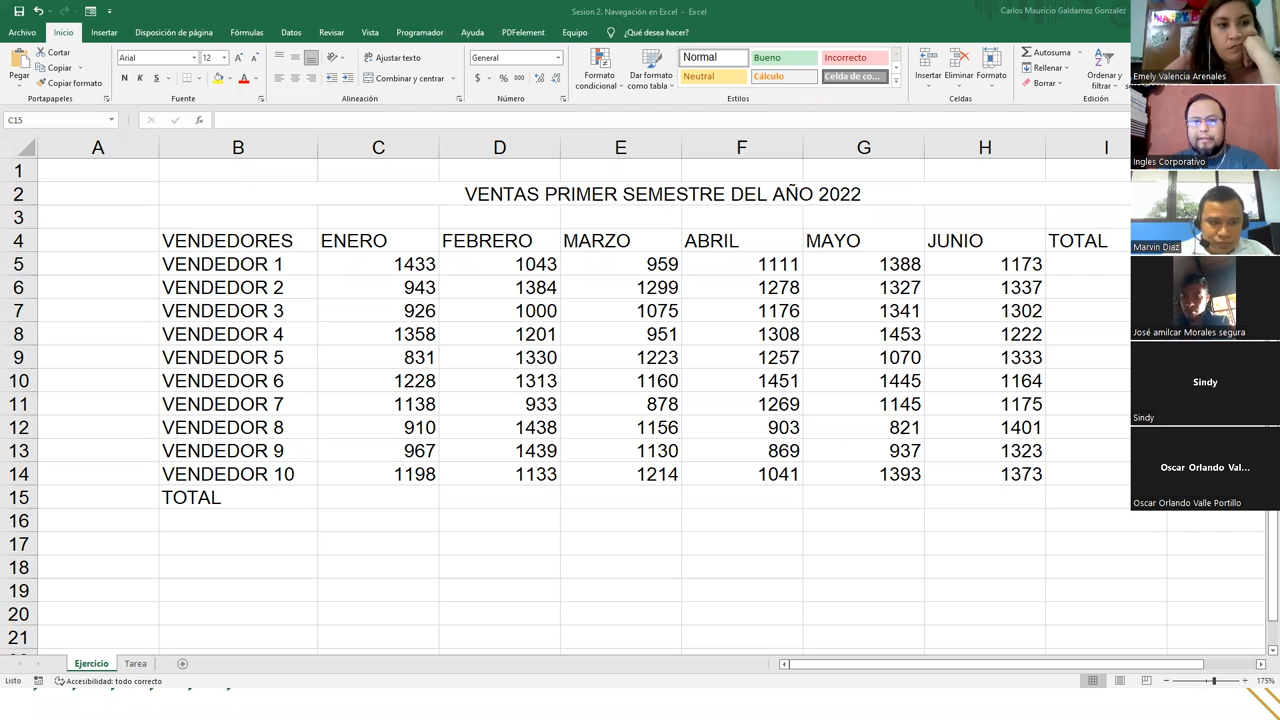 Sesion 2. Navegación en Excel - Excel
Carlos Mauricio Galdamez Gonzalez
Archivo Inicio Insertar Disposición de página Fórmulas Datos Revisar Vista Programador Ayuda PDFelement Equipo ¿Qué desea hacer?
Pegar
Cortar
Copiar
Copiar formato
Portapapeles
Arial 12
N K S
Fuente
Ajustar texto
Combinar y centrar
Alineación
General
$ % 000
Número
Formato condicional
Dar formato como tabla
Normal Bueno Incorrecto
Neutral Cálculo Celda de co...
Estilos
Insertar Eliminar Formato
Celdas
Autosuma
Rellenar
Borrar
Ordenar y filtrar
Edición
C15
fx
A B C D E F G H I
1
2 VENTAS PRIMER SEMESTRE DEL AÑO 2022
3
4 VENDEDORES ENERO FEBRERO MARZO ABRIL MAYO JUNIO TOTAL
5 VENDEDOR 1 1433 1043 959 1111 1388 1173
6 VENDEDOR 2 943 1384 1299 1278 1327 1337
7 VENDEDOR 3 926 1000 1075 1176 1341 1302
8 VENDEDOR 4 1358 1201 951 1308 1453 1222
9 VENDEDOR 5 831 1330 1223 1257 1070 1333
10 VENDEDOR 6 1228 1313 1160 1451 1445 1164
11 VENDEDOR 7 1138 933 878 1269 1145 1175
12 VENDEDOR 8 910 1438 1156 903 821 1401
13 VENDEDOR 9 967 1439 1130 869 937 1323
14 VENDEDOR 10 1198 1133 1214 1041 1393 1373
15 TOTAL
16
17
18
19
20
21
Ejercicio Tarea
Listo Accesibilidad: todo correcto
175%
Emely Valencia Arenales
Ingles Corporativo
Marvin Diaz
José amilcar Morales segura
Sindy
Sindy
Oscar Orlando Val...
Oscar Orlando Valle Portillo